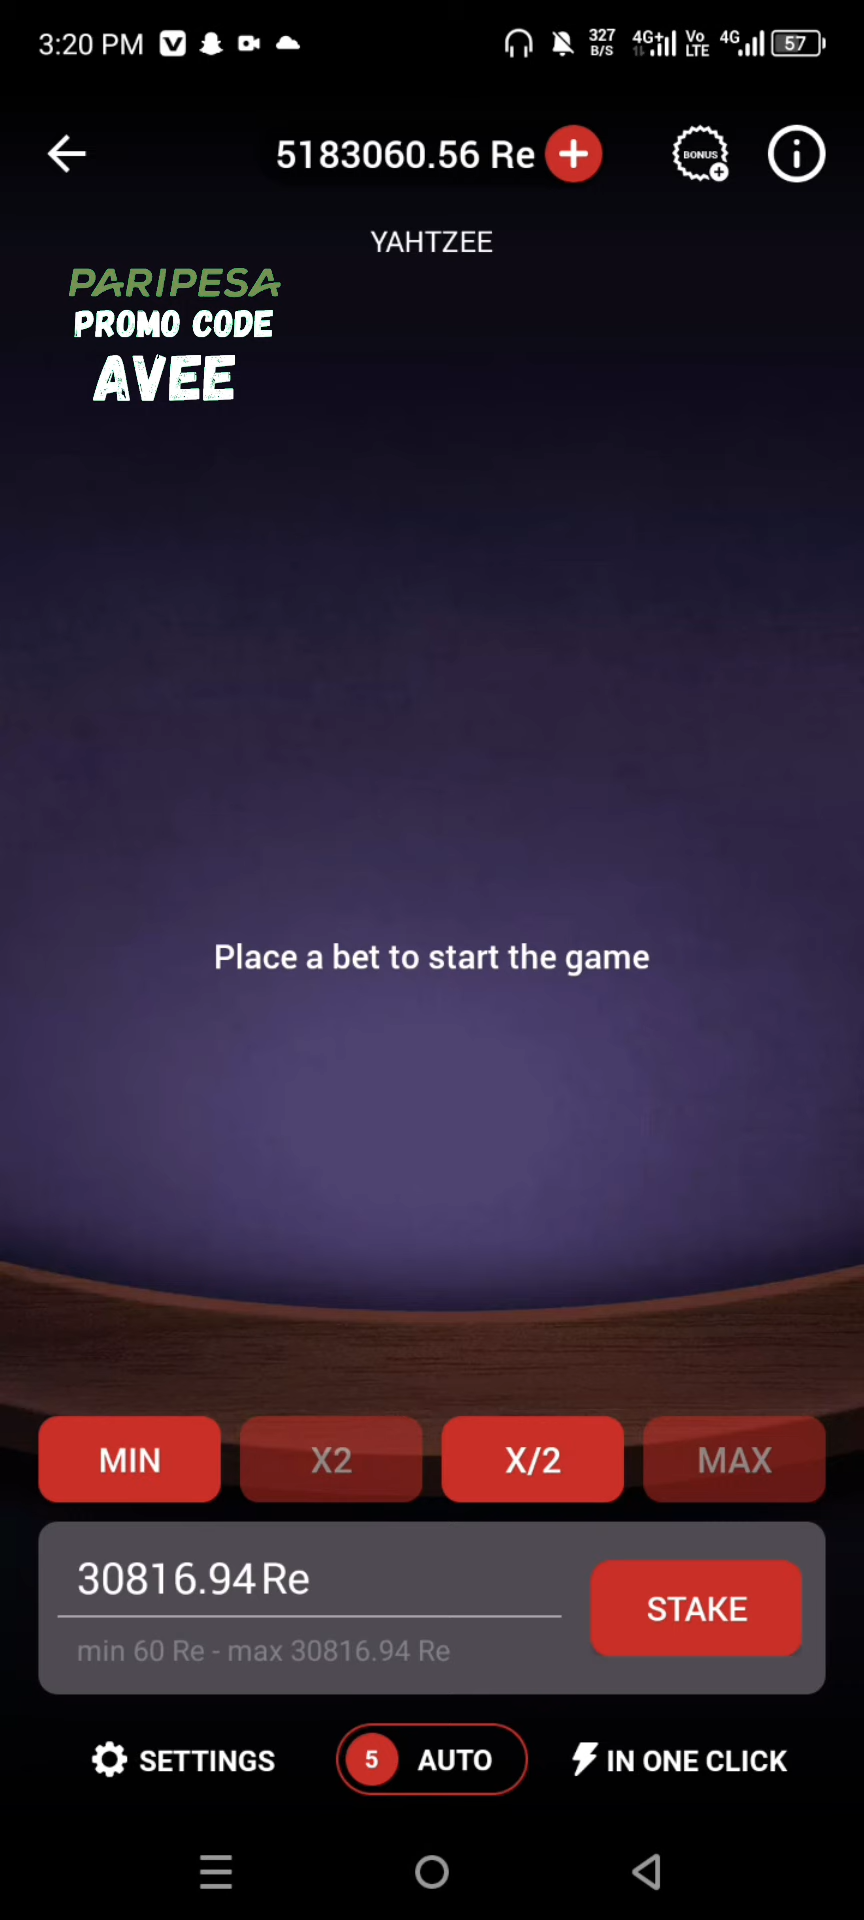 3:20 PM
327 B/S 4G+ Vo LTE 4G 57
5183060.56 Re
BONUS
YAHTZEE
PARIPESA
PROMO CODE
AVEE
Place a bet to start the game
MIN X2 X/2 MAX
30816.94 Re
STAKE
min 60 Re - max 30816.94 Re
SETTINGS 5 AUTO IN ONE CLICK